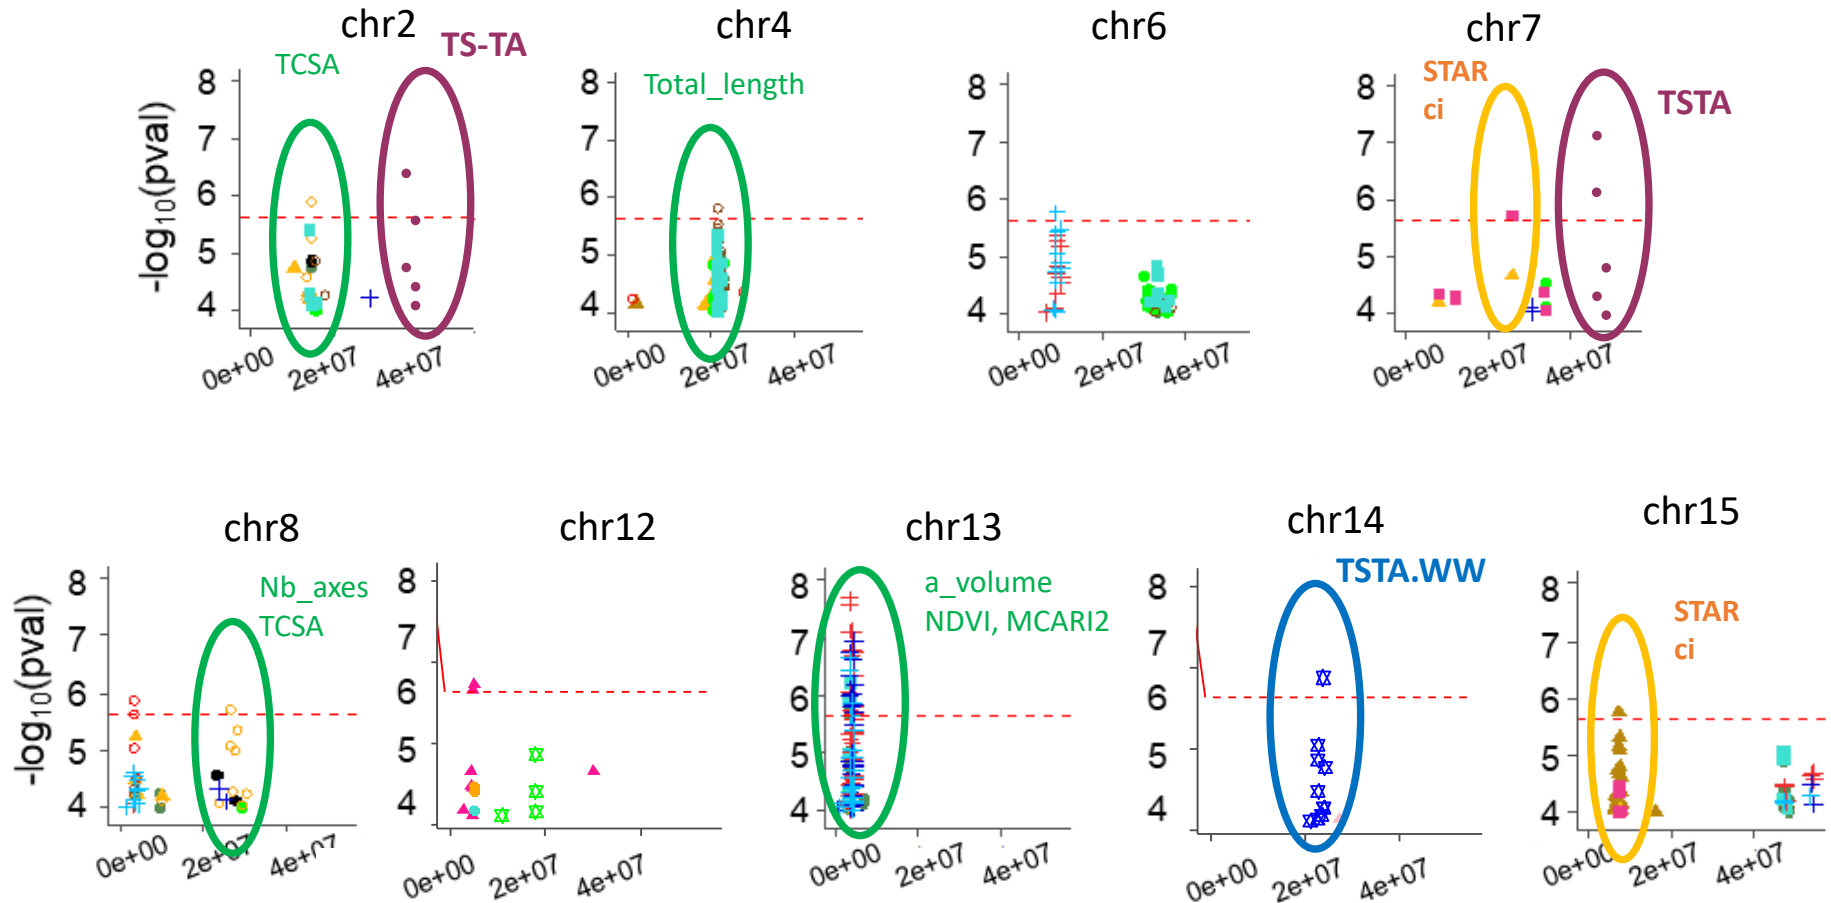 chr2
chr4
chr6
chr7
TCSA
TS-TA
Total_length
STAR
ci
TSTA
-log10(pval)
8
7
6
5
4
0e+00
2e+07
4e+07
8
7
6
5
4
0e+00
2e+07
4e+07
8
7
6
5
4
0e+00
2e+07
4e+07
8
7
6
5
4
0e+00
2e+07
4e+07
chr8
chr12
chr13
chr14
chr15
Nb_axes
TCSA
a_volume
NDVI, MCARI2
TSTA.WW
STAR
ci
-log10(pval)
8
7
6
5
4
0e+00
2e+07
4e+07
8
7
6
5
4
0e+00
2e+07
4e+07
8
7
6
5
4
0e+00
2e+07
4e+07
8
7
6
5
4
0e+00
2e+07
4e+07
8
7
6
5
4
0e+00
2e+07
4e+07